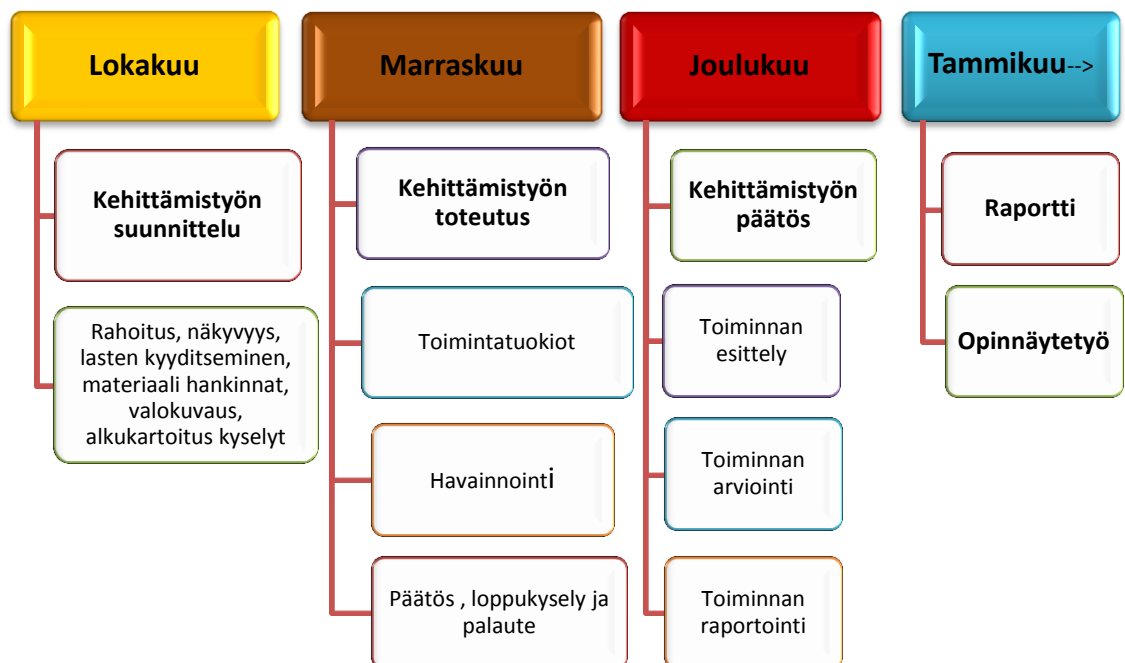 Lokakuu
Kehittämistyön
suunnittelu
Rahoitus, näkyvyys,
lasten kyyditseminen,
materiaali hankinnat,
valokuvaus,
alkukartoitus kyselyt
Marraskuu
Kehittämistyön
toteutus
Toimintatuokiot
Havainnointi
Päätös , loppukysely ja
palaute
Joulukuu
Kehittämistyön
päätös
Toiminnan
esittely
Toiminnan
arviointi
Toiminnan
raportointi
Tammikuu-->
Raportti
Opinnäytetyö